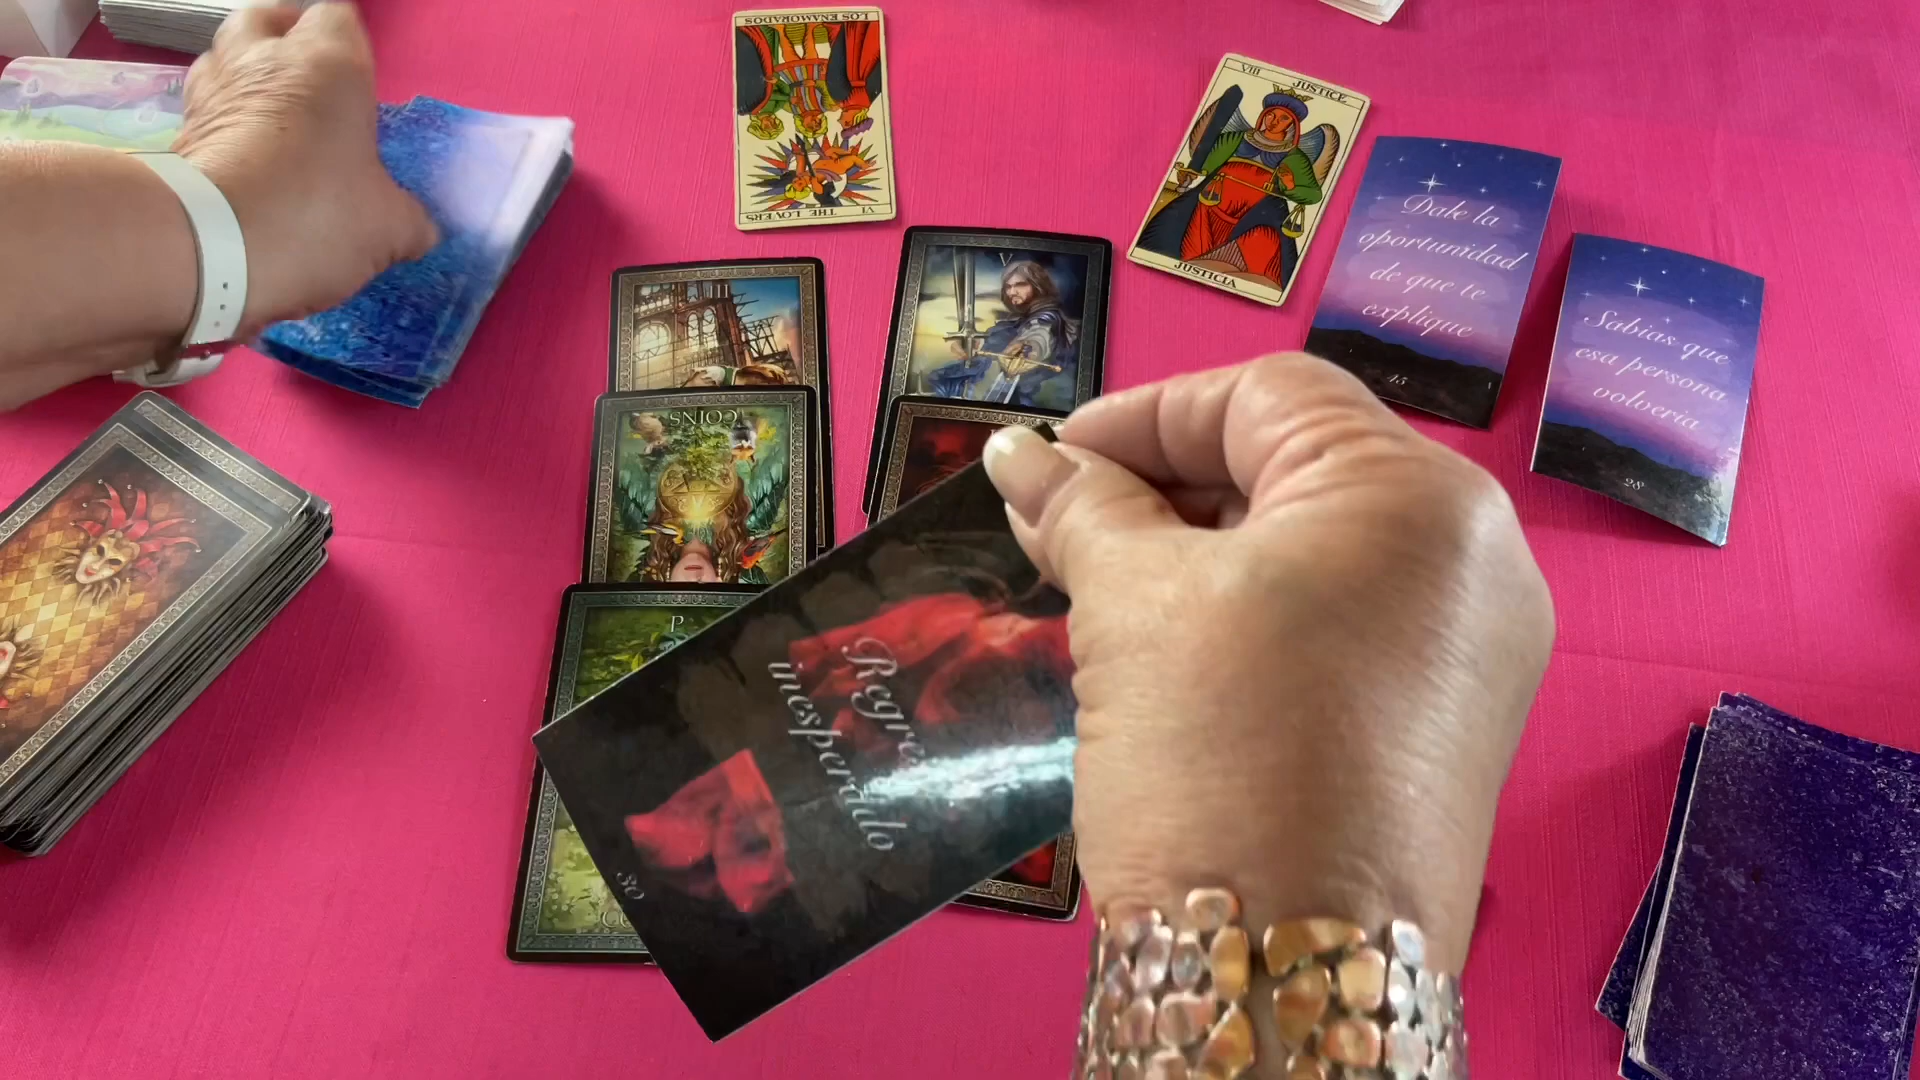 LOS ENAMORADOS
THE LOVERS
VI
VIII
JUSTICE
JUSTICIA
Dale la
oportunidad
de que te
explique
45
Sabías que
esa persona
volvería
28
V
COINS
P
inesperado
30